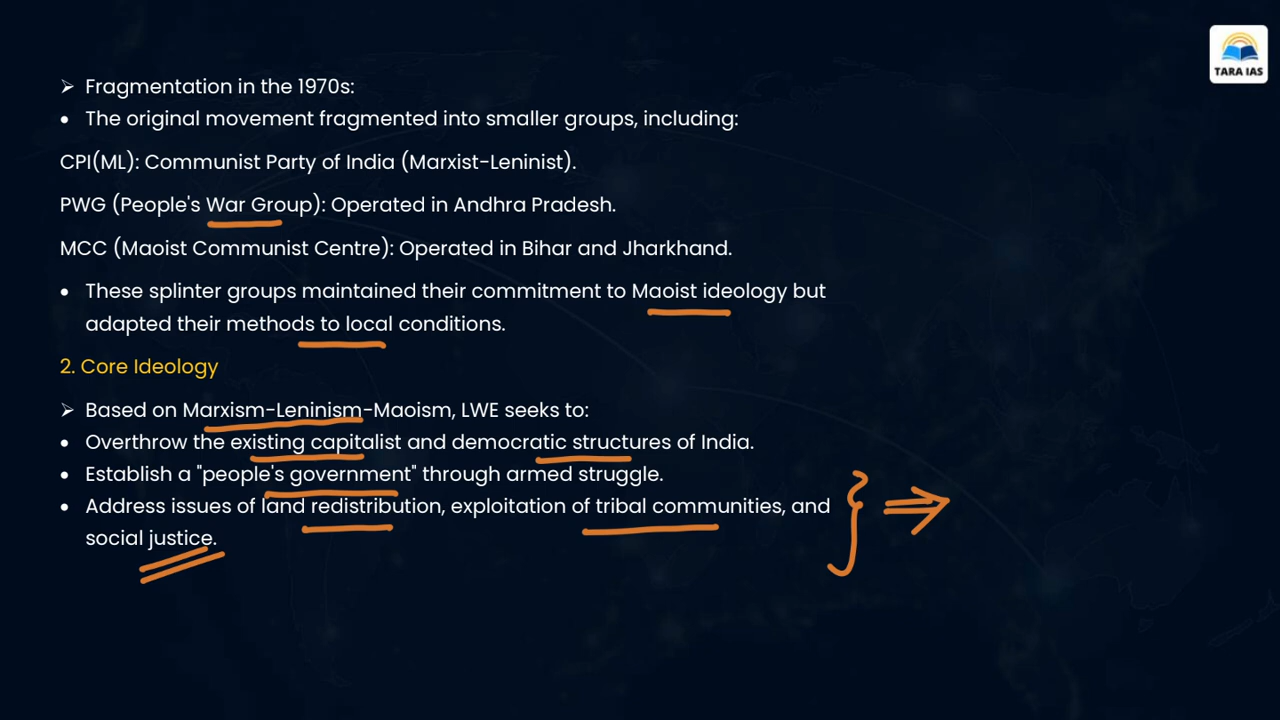 TARA IAS
➢ Fragmentation in the 1970s:
• The original movement fragmented into smaller groups, including:
CPI(ML): Communist Party of India (Marxist-Leninist).
PWG (People's War Group): Operated in Andhra Pradesh.
MCC (Maoist Communist Centre): Operated in Bihar and Jharkhand.
• These splinter groups maintained their commitment to Maoist ideology but
adapted their methods to local conditions.
2. Core Ideology
➢ Based on Marxism-Leninism-Maoism, LWE seeks to:
• Overthrow the existing capitalist and democratic structures of India.
• Establish a "people's government" through armed struggle.
• Address issues of land redistribution, exploitation of tribal communities, and
social justice.